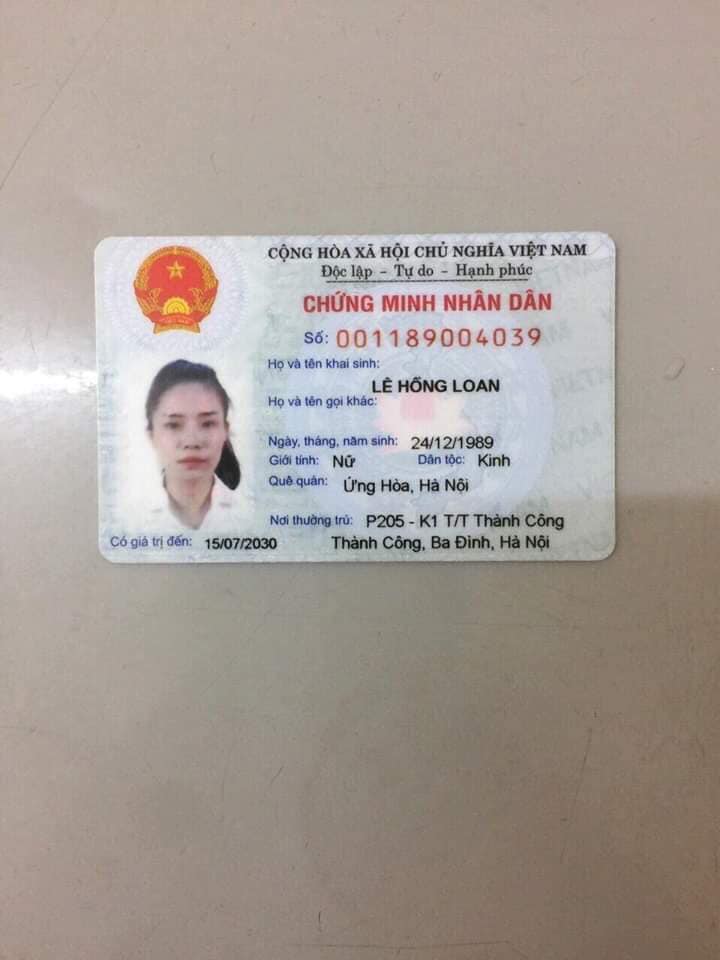 CỘNG HÒA XÃ HỘI CHỦ NGHĨA VIỆT NAM
Độc lập - Tự do - Hạnh phúc
CHỨNG MINH NHÂN DÂN
Số: 001189004039
Họ và tên khai sinh:
LÊ HỒNG LOAN
Họ và tên gọi khác:
Ngày, tháng, năm sinh: 24/12/1989
Giới tính: Nữ Dân tộc: Kinh
Quê quán: Ứng Hòa, Hà Nội
Nơi thường trú: P205 - K1 T/T Thành Công
Thành Công, Ba Đình, Hà Nội
Có giá trị đến: 15/07/2030